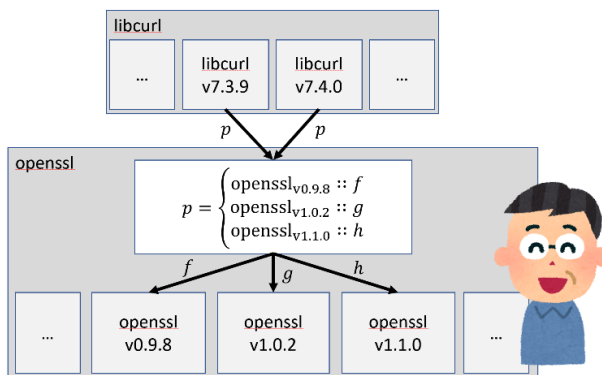 libcurl
...
libcurl
v7.3.9
libcurl
v7.4.0
...
p
p
openssl
p = { openssl_v0.9.8 :: f
openssl_v1.0.2 :: g
openssl_v1.1.0 :: h
f
g
h
...
openssl
v0.9.8
openssl
v1.0.2
openssl
v1.1.0
...